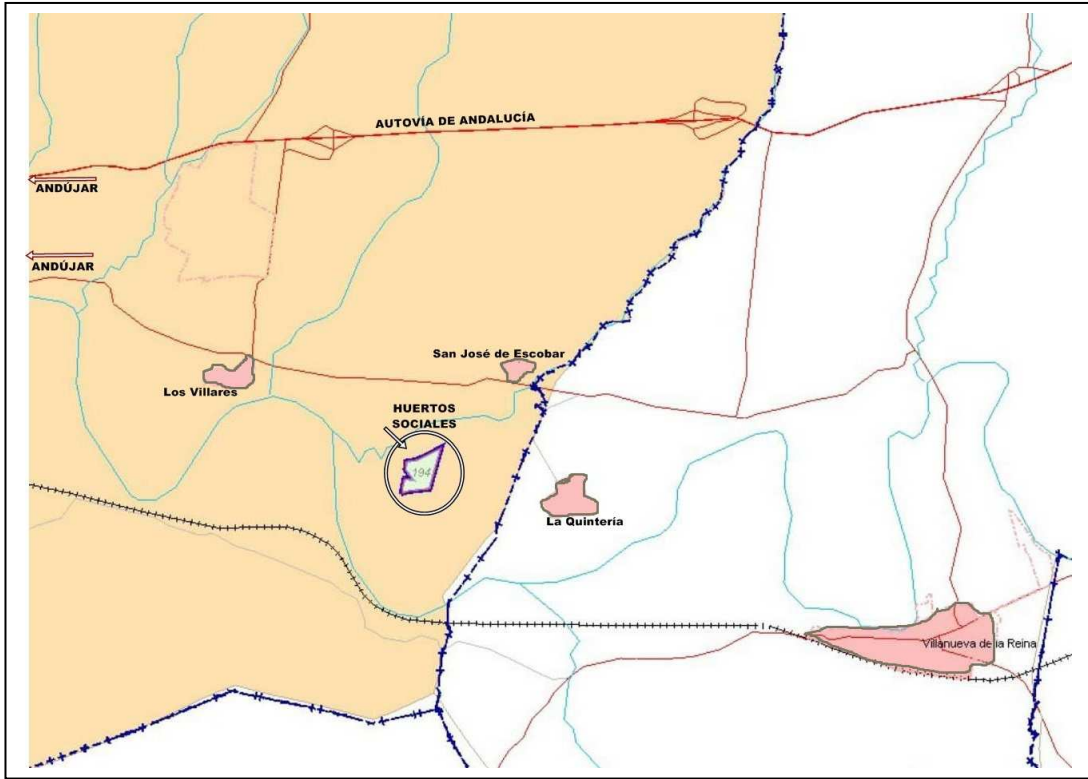 AUTOVÍA DE ANDALUCÍA
ANDÚJAR
ANDÚJAR
San José de Escobar
Los Villares
HUERTOS
SOCIALES
194
La Quintería
Villanueva de la Reina